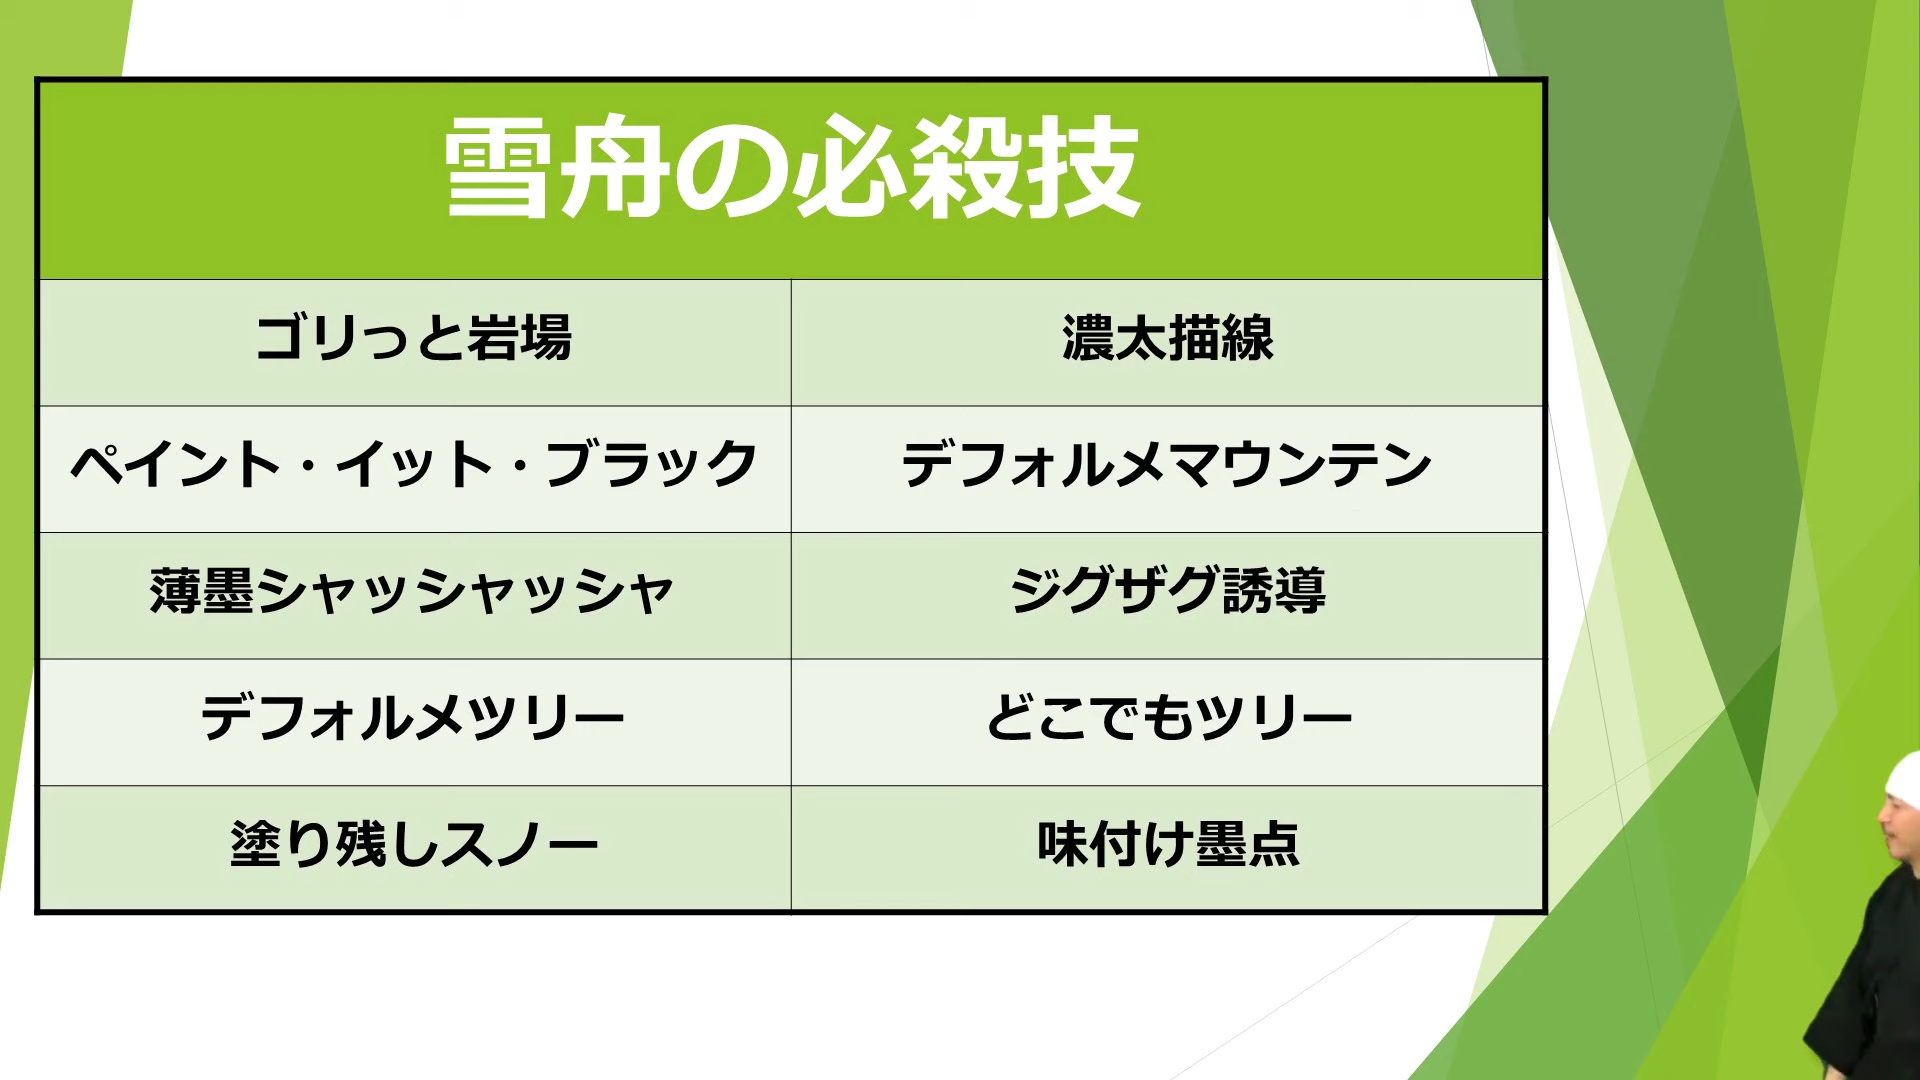 雪舟の必殺技
ゴリっと岩場
濃太描線
ペイント・イット・ブラック
デフォルメマウンテン
薄墨シャッシャッシャ
ジグザグ誘導
デフォルメツリー
どこでもツリー
塗り残しスノー
味付け墨点